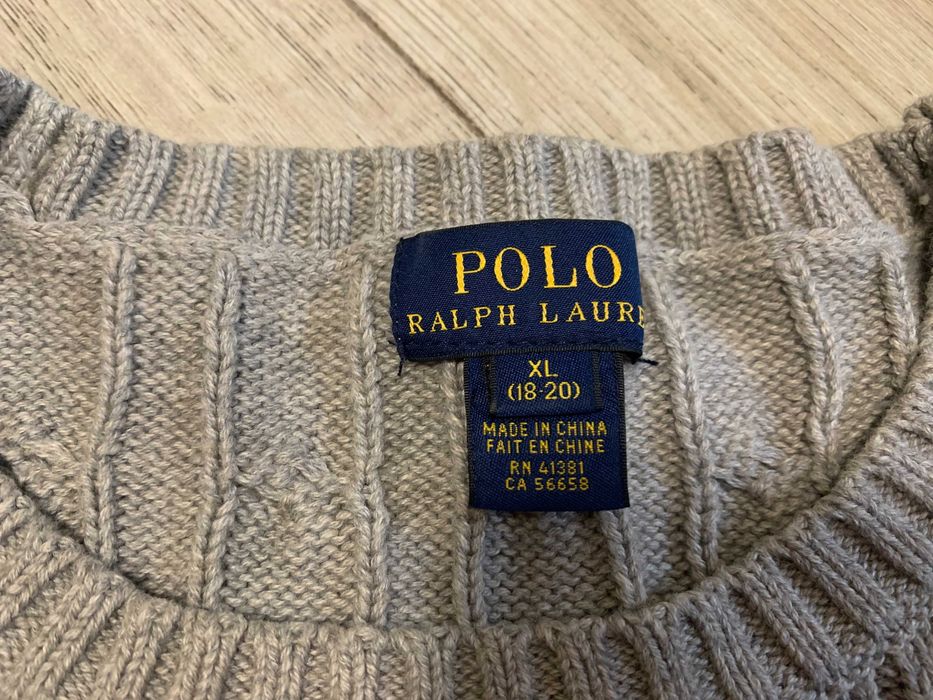 POLO
RALPH LAURE
XL
(18-20)
MADE IN CHINA
FAIT EN CHINE
RN 41381
CA 56658